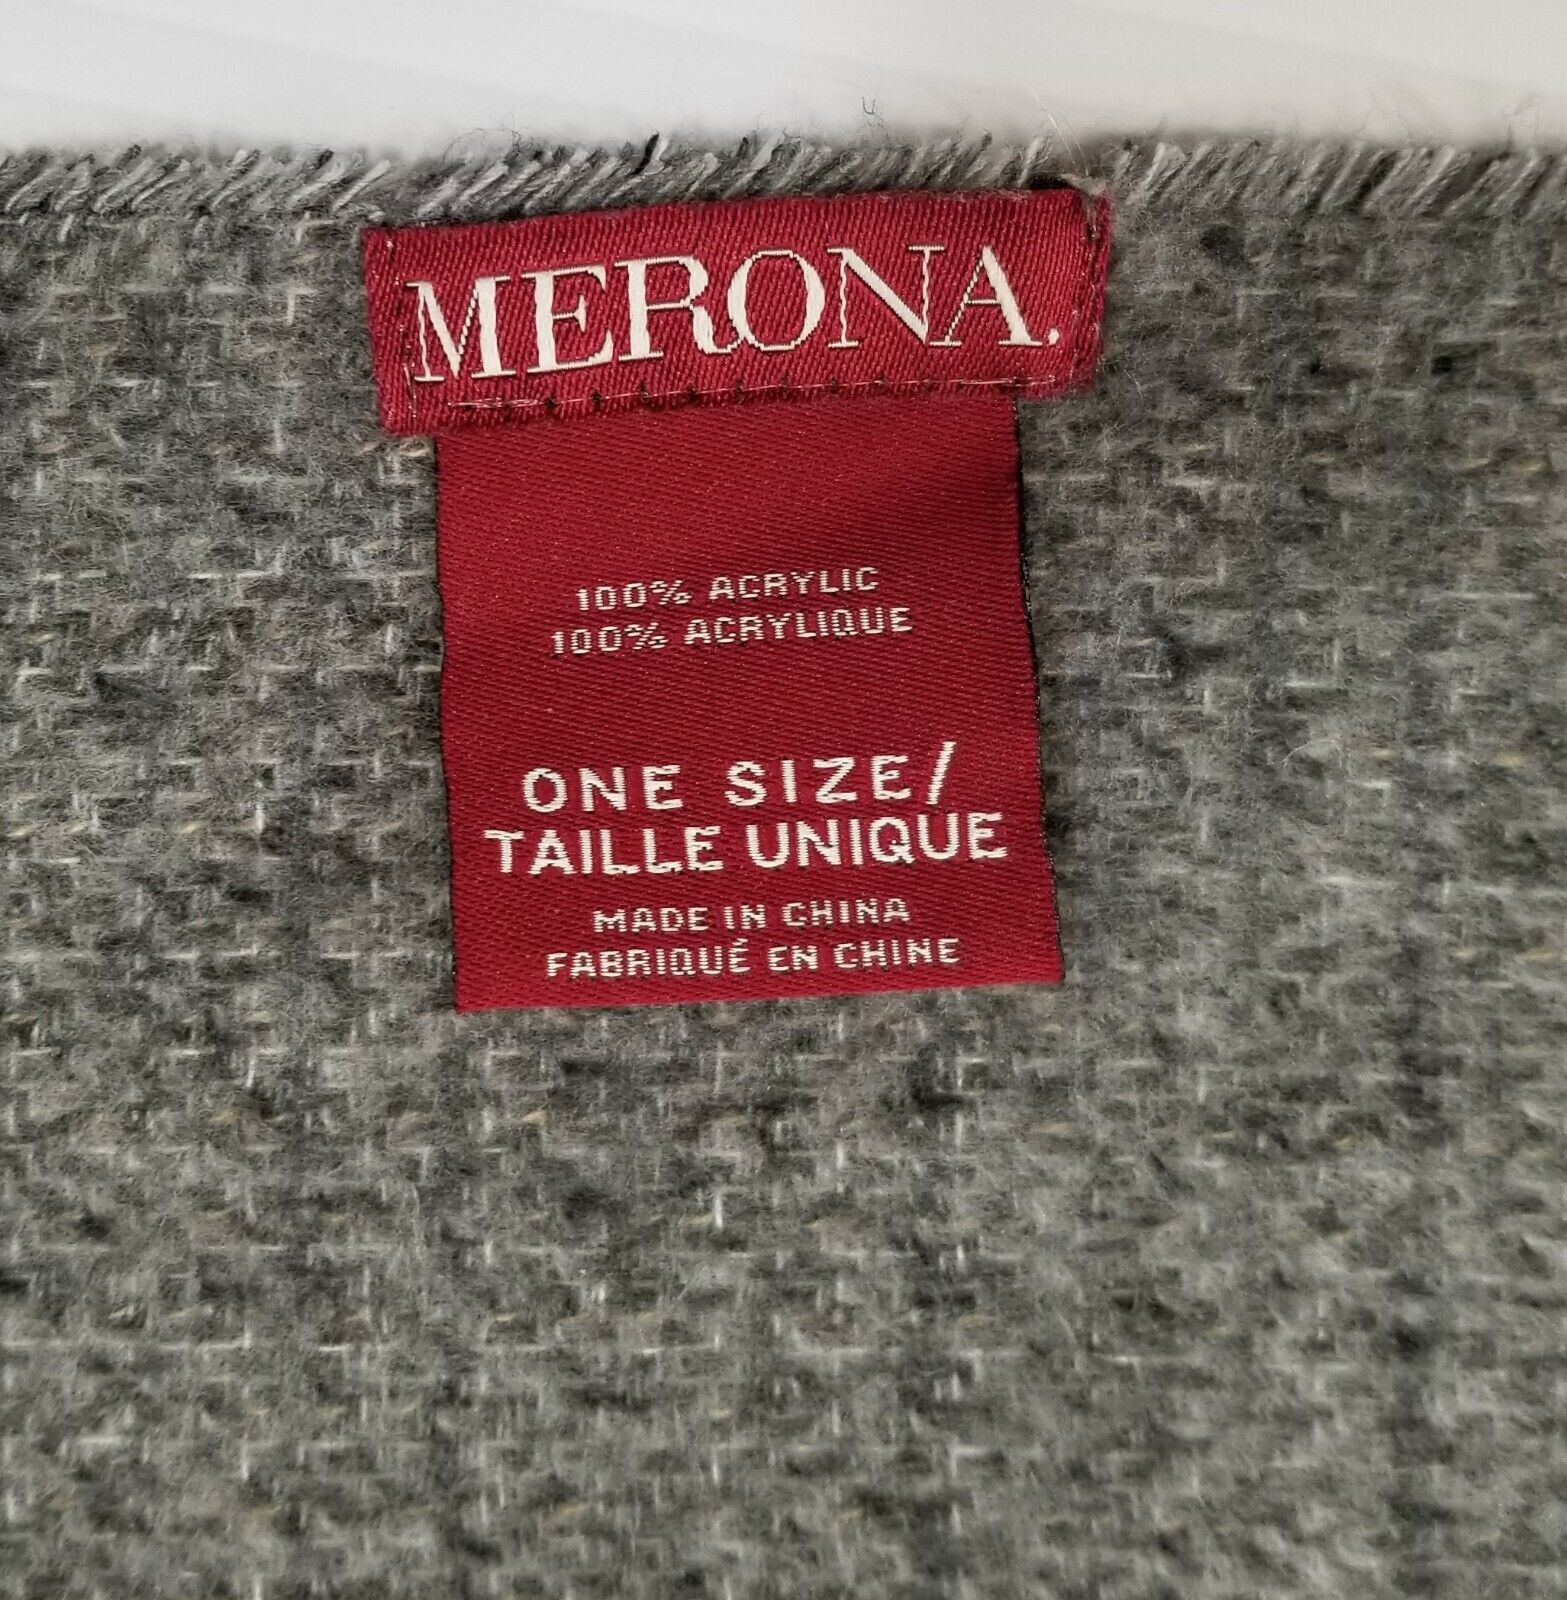 MERONA.
100% ACRYLIC
100% ACRYLIQUE
ONE SIZE/
TAILLE UNIQUE
MADE IN CHINA
FABRIQUÉ EN CHINE